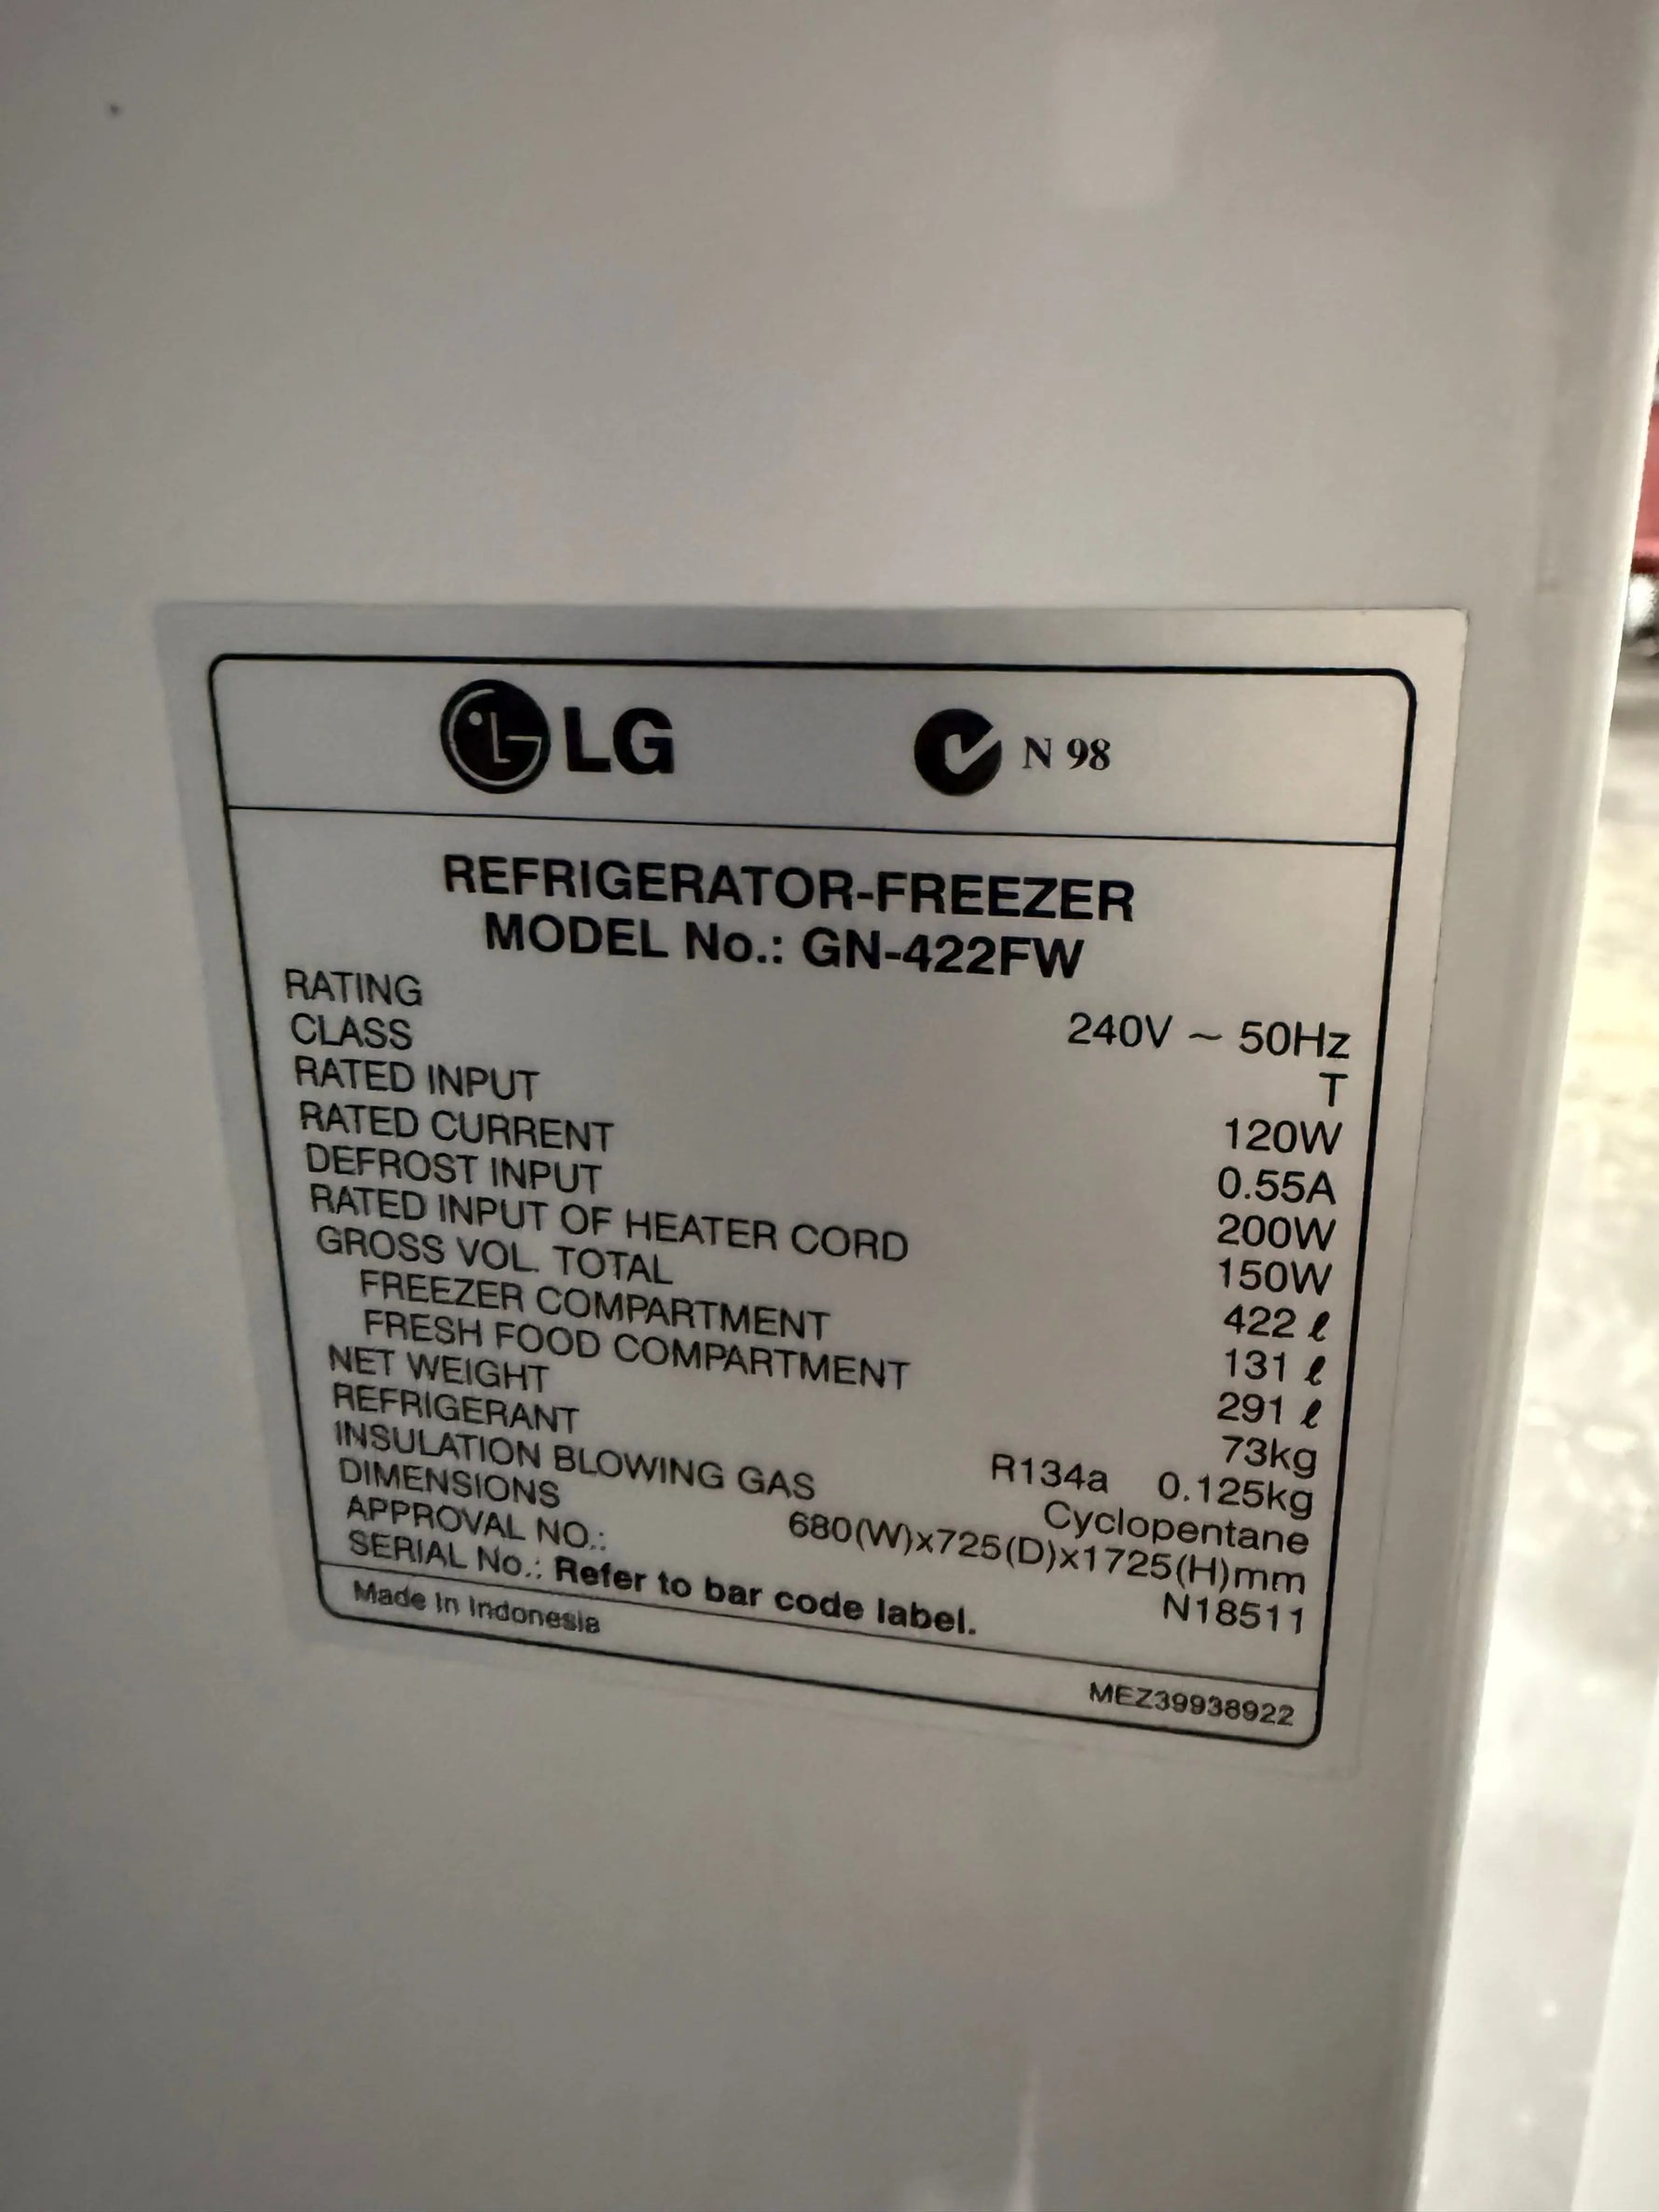 LG N 98
REFRIGERATOR-FREEZER
MODEL No.: GN-422FW
RATING 240V ~ 50Hz
CLASS T
RATED INPUT 120W
RATED CURRENT 0.55A
DEFROST INPUT 200W
RATED INPUT OF HEATER CORD 150W
GROSS VOL. TOTAL 422 ℓ
FREEZER COMPARTMENT 131 ℓ
FRESH FOOD COMPARTMENT 291 ℓ
NET WEIGHT 73kg
REFRIGERANT R134a 0.125kg
INSULATION BLOWING GAS Cyclopentane
DIMENSIONS 680(W)x725(D)x1725(H)mm
APPROVAL NO.: N18511
SERIAL No.: Refer to bar code label.
Made In Indonesia
MEZ39938922